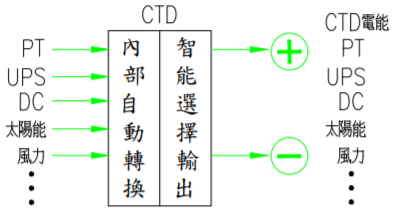 CTD
PT
UPS
DC
太陽能
風力
內部自動轉換
智能選擇輸出
+
−
CTD電能
PT
UPS
DC
太陽能
風力